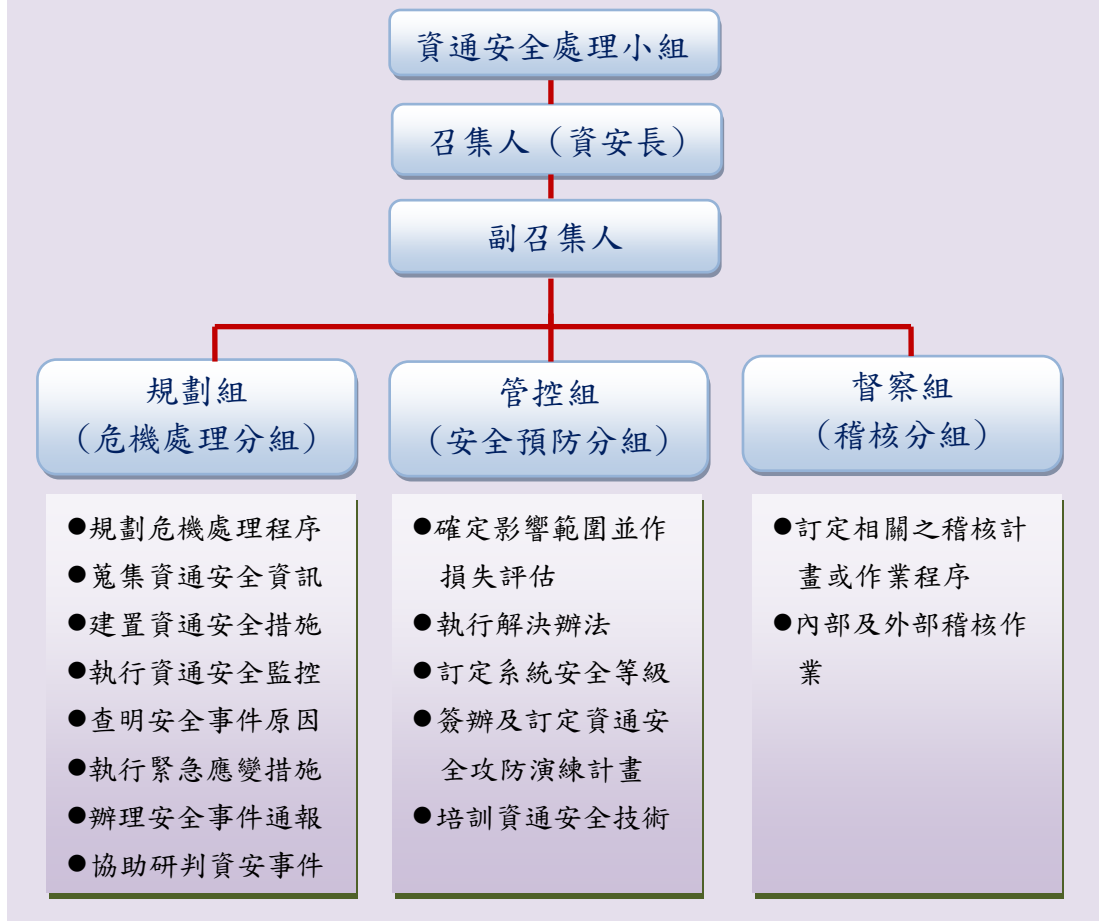 資通安全處理小組
召集人（資安長）
副召集人
規劃組
（危機處理分組）
●規劃危機處理程序
●蒐集資通安全資訊
●建置資通安全措施
●執行資通安全監控
●查明安全事件原因
●執行緊急應變措施
●辦理安全事件通報
●協助研判資安事件
管控組
（安全預防分組）
●確定影響範圍並作
損失評估
●執行解決辦法
●訂定系統安全等級
●簽辦及訂定資通安
全攻防演練計畫
●培訓資通安全技術
督察組
（稽核分組）
●訂定相關之稽核計
畫或作業程序
●內部及外部稽核作
業